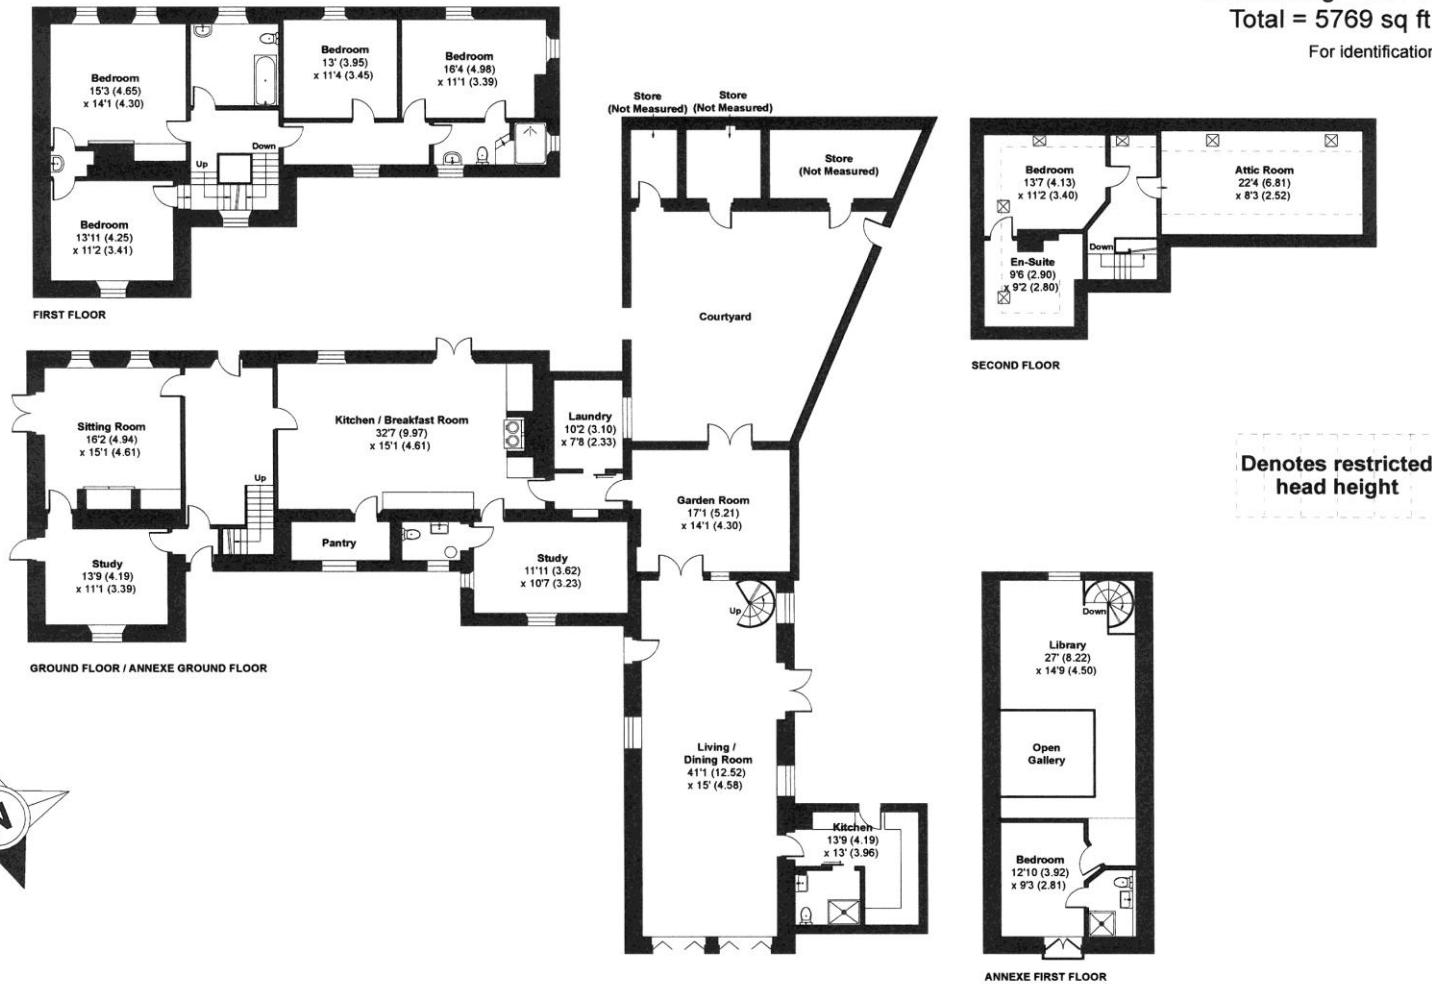 Total = 5769 sq ft
For identification
Bedroom
15'3 (4.65)
x 14'1 (4.30)
Bedroom
13' (3.95)
x 11'4 (3.45)
Bedroom
16'4 (4.98)
x 11'1 (3.39)
Up
Down
Bedroom
13'11 (4.25)
x 11'2 (3.41)
FIRST FLOOR
Store
(Not Measured)
Store
(Not Measured)
Store
(Not Measured)
Courtyard
Bedroom
13'7 (4.13)
x 11'2 (3.40)
Attic Room
22'4 (6.81)
x 8'3 (2.52)
Down
En-Suite
9'6 (2.90)
x 9'2 (2.80)
SECOND FLOOR
Sitting Room
16'2 (4.94)
x 15'1 (4.61)
Kitchen / Breakfast Room
32'7 (9.97)
x 15'1 (4.61)
Laundry
10'2 (3.10)
x 7'8 (2.33)
Up
Garden Room
17'1 (5.21)
x 14'1 (4.30)
Pantry
Study
13'9 (4.19)
x 11'1 (3.39)
Study
11'11 (3.62)
x 10'7 (3.23)
Up
GROUND FLOOR / ANNEXE GROUND FLOOR
Denotes restricted
head height
Living /
Dining Room
41'1 (12.52)
x 15' (4.58)
Kitchen
13'9 (4.19)
x 13' (3.96)
Down
Library
27' (8.22)
x 14'9 (4.50)
Open
Gallery
Bedroom
12'10 (3.92)
x 9'3 (2.81)
ANNEXE FIRST FLOOR